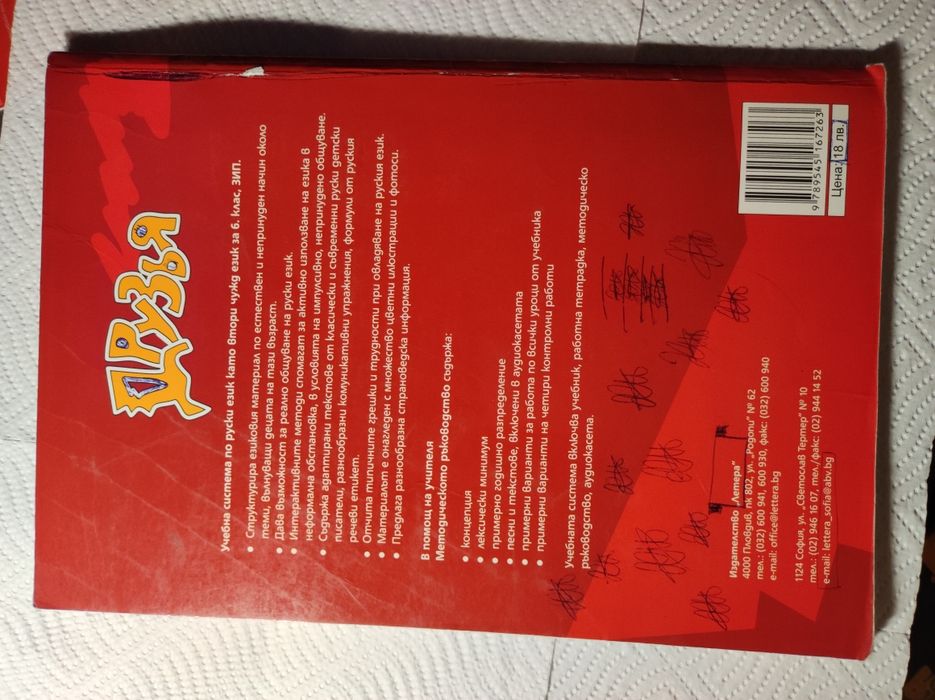 ДРУЗЬЯ
Учебна система по руски език като втори чужд език за 6. клас, ЗИП.
• Структурира езиковия материал по естествен и непринуден начин около
теми, вълнуващи децата на тази възраст.
• Дава възможност за реално общуване на руски език.
• Интерактивните методи спомагат за активно използване на езика в
неформална обстановка, в условията на импулсивно, непринудено общуване.
• Съдържа адаптирани текстове от класически и съвременни руски детски
писатели, разнообразни комуникативни упражнения, формули от руския
речеви етикет.
• Отчита типичните грешки и трудности при овладяване на руския език.
• Материалът е онагледен с множество цветни илюстрации и фотоси.
• Предлага разнообразна страноведска информация.
В помощ на учителя
Методическото ръководство съдържа:
• концепция
• лексически минимум
• примерно годишно разпределение
• песни и текстове, включени в аудиокасетата
• примерни варианти за работа по всички уроци от учебника
• примерни варианти на четири контролни работи
Учебната система включва учебник, работна тетрадка, методическо
ръководство, аудиокасета.
Издателство „Летера“
4000 Пловдив, пк 802, ул. „Родопи“ № 62
тел.: (032) 600 941, 600 930, факс: (032) 600 940
e-mail: office@lettera.bg
1124 София, ул. „Светослав Тертер“ № 10
тел.: (02) 946 16 07, тел./факс: (02) 944 14 52
e-mail: lettera_sofia@abv.bg
9 789545 167263
Цена: 18 лв.